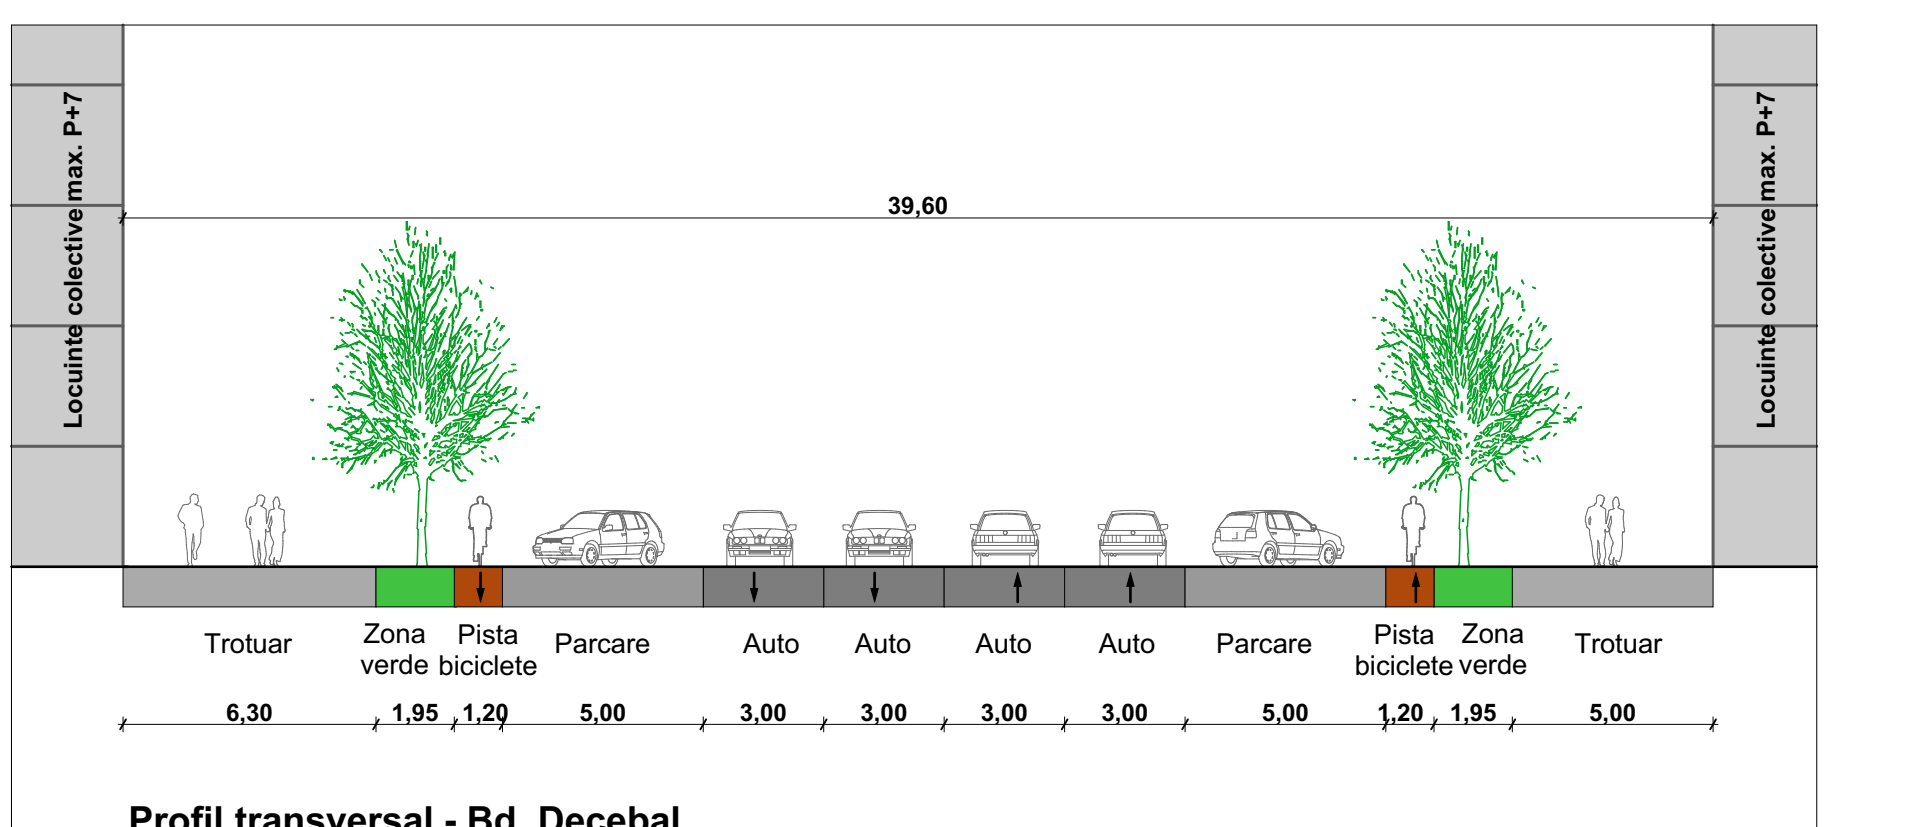 Locuinte colective max. P+7
Locuinte colective max. P+7
39,60
Trotuar
Zona
verde
Pista
biciclete
Parcare
Auto
Auto
Auto
Auto
Parcare
Pista
biciclete
Zona
verde
Trotuar
6,30 1,95 1,20 5,00 3,00 3,00 3,00 3,00 5,00 1,20 1,95 5,00
Profil transversal - Bd. Decebal